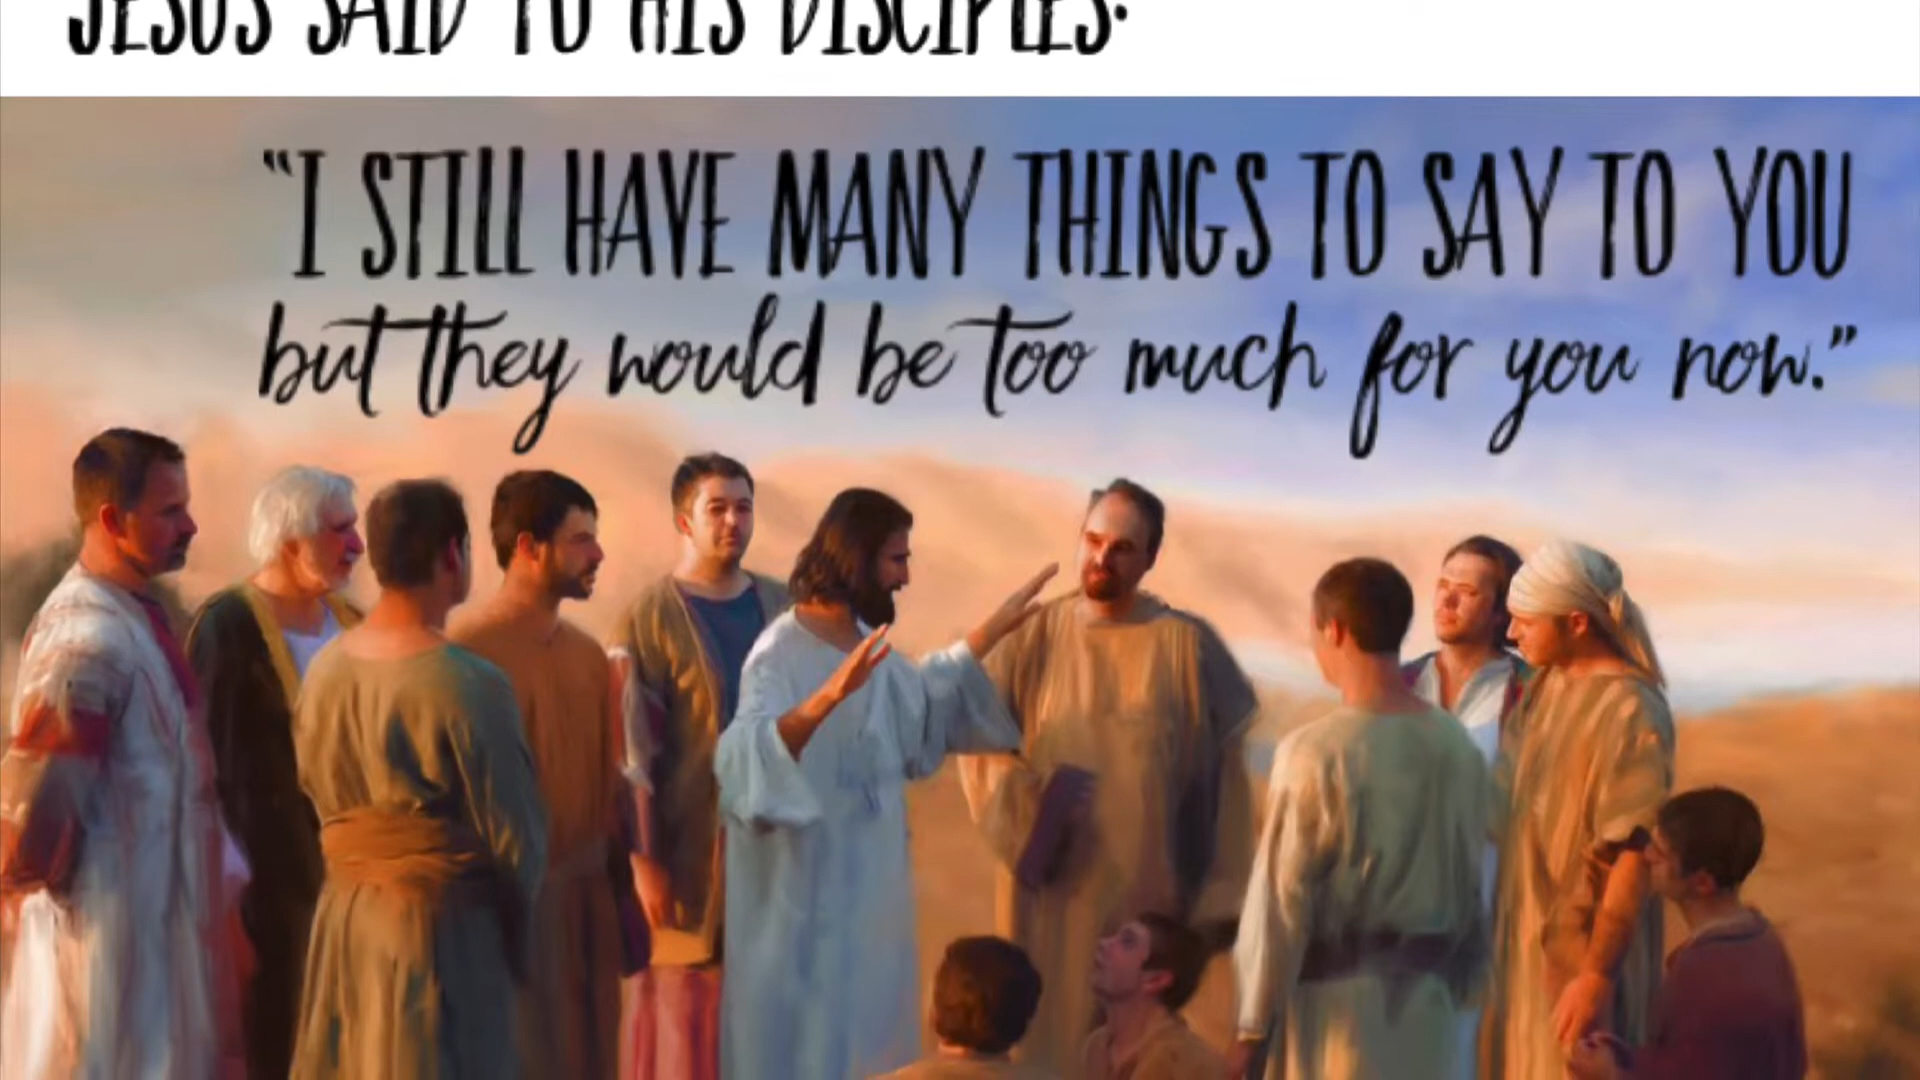 JESUS SAID TO HIS DISCIPLES:
"I STILL HAVE MANY THINGS TO SAY TO YOU
but they would be too much for you now."